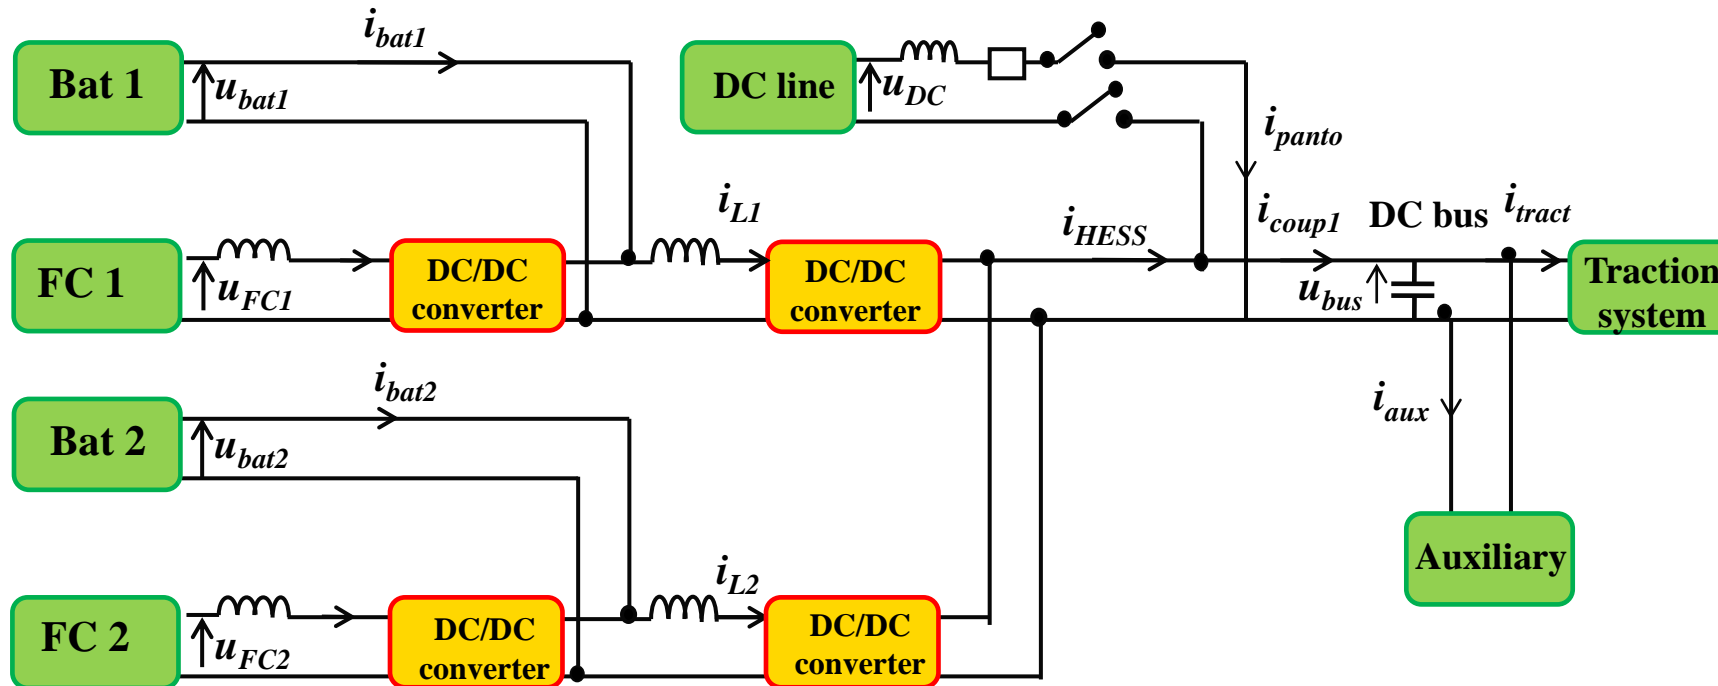 i_bat1
Bat 1
u_bat1
DC line
u_DC
i_panto
i_L1
i_HESS
i_coup1
DC bus
i_tract
FC 1
u_FC1
DC/DC
converter
DC/DC
converter
u_bus
Traction
system
i_bat2
Bat 2
u_bat2
i_aux
i_L2
Auxiliary
FC 2
u_FC2
DC/DC
converter
DC/DC
converter